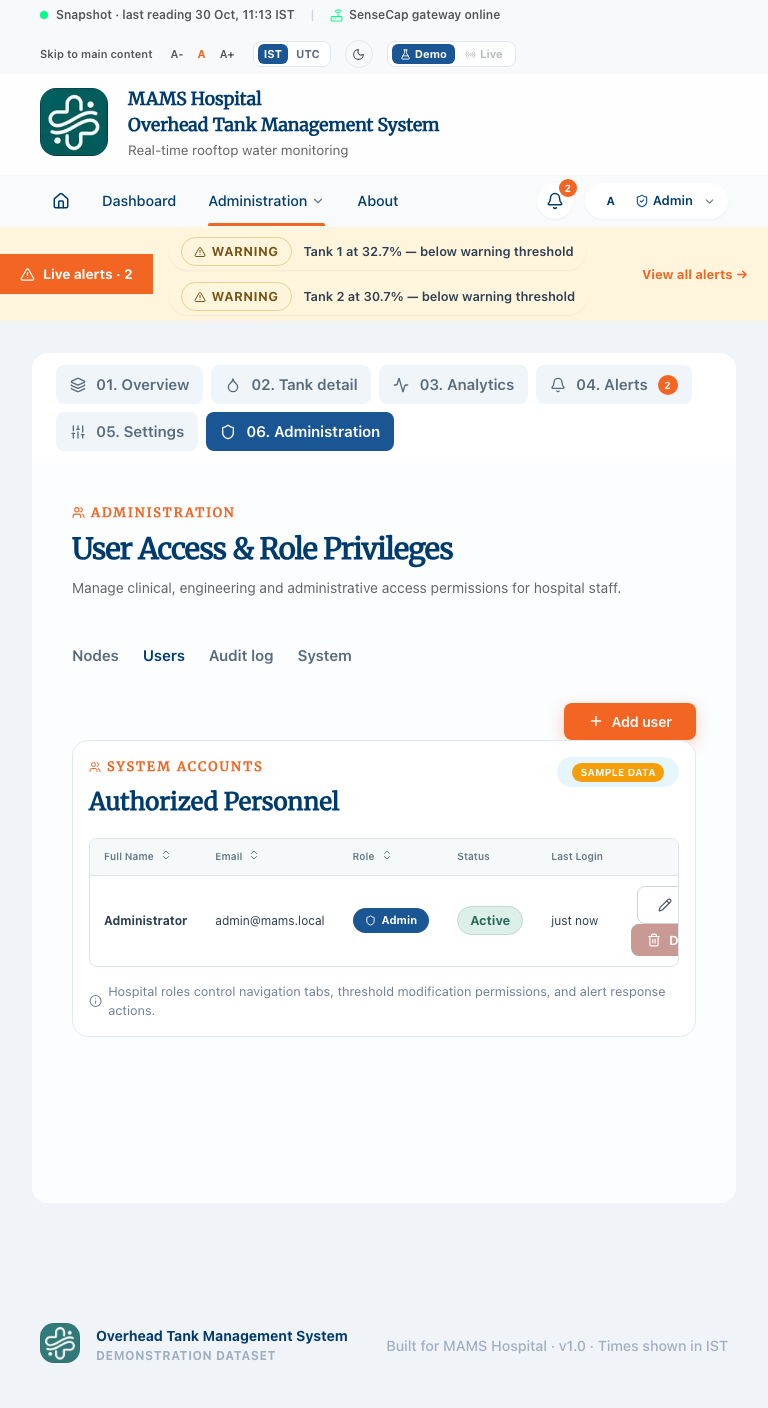 Snapshot · last reading 30 Oct, 11:13 IST | SenseCap gateway online
Skip to main content A- A A+ IST UTC Demo Live
MAMS Hospital
Overhead Tank Management System
Real-time rooftop water monitoring
Dashboard Administration About 2 A Admin
Live alerts · 2
WARNING Tank 1 at 32.7% — below warning threshold
WARNING Tank 2 at 30.7% — below warning threshold
View all alerts →
01. Overview 02. Tank detail 03. Analytics 04. Alerts 2
05. Settings 06. Administration
ADMINISTRATION
User Access & Role Privileges
Manage clinical, engineering and administrative access permissions for hospital staff.
Nodes Users Audit log System
+ Add user
SYSTEM ACCOUNTS
SAMPLE DATA
Authorized Personnel
Full Name Email Role Status Last Login
Administrator admin@mams.local Admin Active just now
D
Hospital roles control navigation tabs, threshold modification permissions, and alert response
actions.
Overhead Tank Management System
DEMONSTRATION DATASET
Built for MAMS Hospital · v1.0 · Times shown in IST